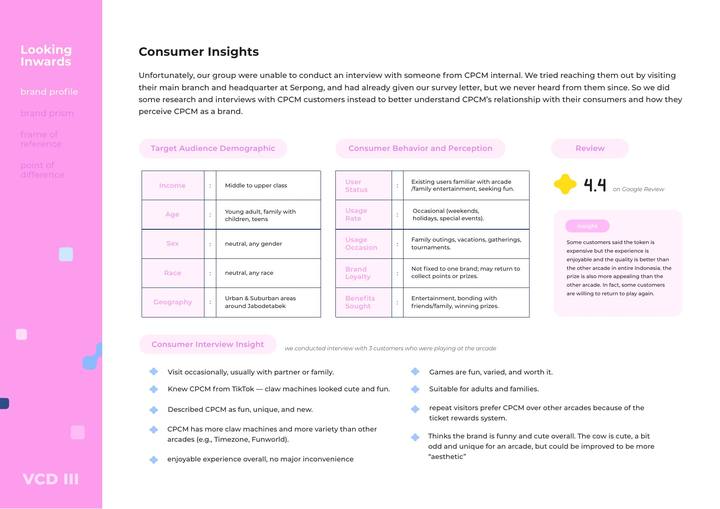 Looking
Inwards
brand profile
brand prism
frame of
reference
point of
difference
VCD III
Consumer Insights
Unfortunately, our group were unable to conduct an interview with someone from CPCM internal. We tried reaching them out by visiting
their main branch and headquarter at Serpong, and had already given our survey letter, but we never heard from them since. So we did
some research and interviews with CPCM customers instead to better understand CPCM's relationship with their consumers and how they
perceive CPCM as a brand.
Target Audience Demographic
Income : Middle to upper class
Age : Young adult, family with
children, teens
Sex : neutral, any gender
Race : neutral, any race
Geography : Urban & Suburban areas
around Jabodetabek
Consumer Behavior and Perception
User
Status : Existing users familiar with arcade
/family entertainment, seeking fun.
Usage
Rate : Occasional (weekends,
holidays, special events).
Usage
Occasion : Family outings, vacations, gatherings,
tournaments.
Brand
Loyalty : Not fixed to one brand; may return to
collect points or prizes.
Benefits
Sought : Entertainment, bonding with
friends/family, winning prizes.
Review
4.4 on Google Review
Insight
Some customers said the token is
expensive but the experience is
enjoyable and the quality is better than
the other arcade in entire Indonesia, the
prize is also more amazing than the
other arcade. In fact, some customers
are willing to return to play again.
Consumer Interview Insight
we conducted interview with 3 customers who were playing at the arcade
Visit occasionally, usually with partner or family.
Knew CPCM from TikTok — claw machines looked cute and fun.
Described CPCM as fun, unique, and new.
CPCM has more claw machines and more variety than other
arcades (e.g., Timezone, Funworld).
enjoyable experience overall, no major inconvenience
Games are fun, varied, and worth it.
Suitable for adults and families.
repeat visitors prefer CPCM over other arcades because of the
ticket rewards system.
Thinks the brand is funny and cute overall. The cow is cute, a bit
odd and unique for an arcade, but could be improved to be more
"aesthetic"